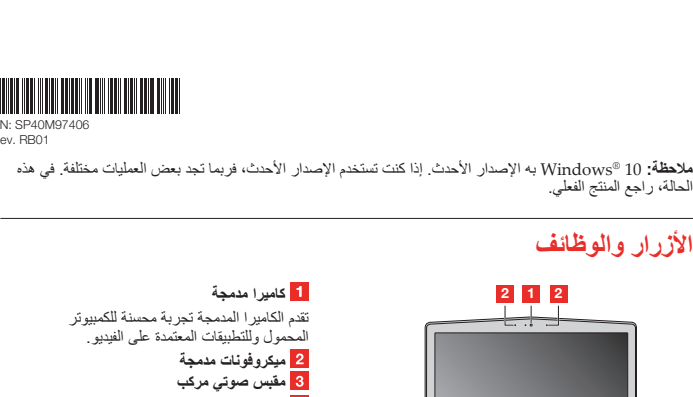 N: SP40M97406
ev. RB01
ملاحظة: Windows® 10 به الإصدار الأحدث. إذا كنت تستخدم الإصدار الأحدث، فربما تجد بعض العمليات مختلفة. في هذه
الحالة، راجع المنتج الفعلي.
الأزرار والوظائف
2 1 2
1 كاميرا مدمجة
تقدم الكاميرا المدمجة تجربة محسنة للكمبيوتر
المحمول وللتطبيقات المعتمدة على الفيديو.
2 ميكروفونات مدمجة
3 مقبس صوتي مركب